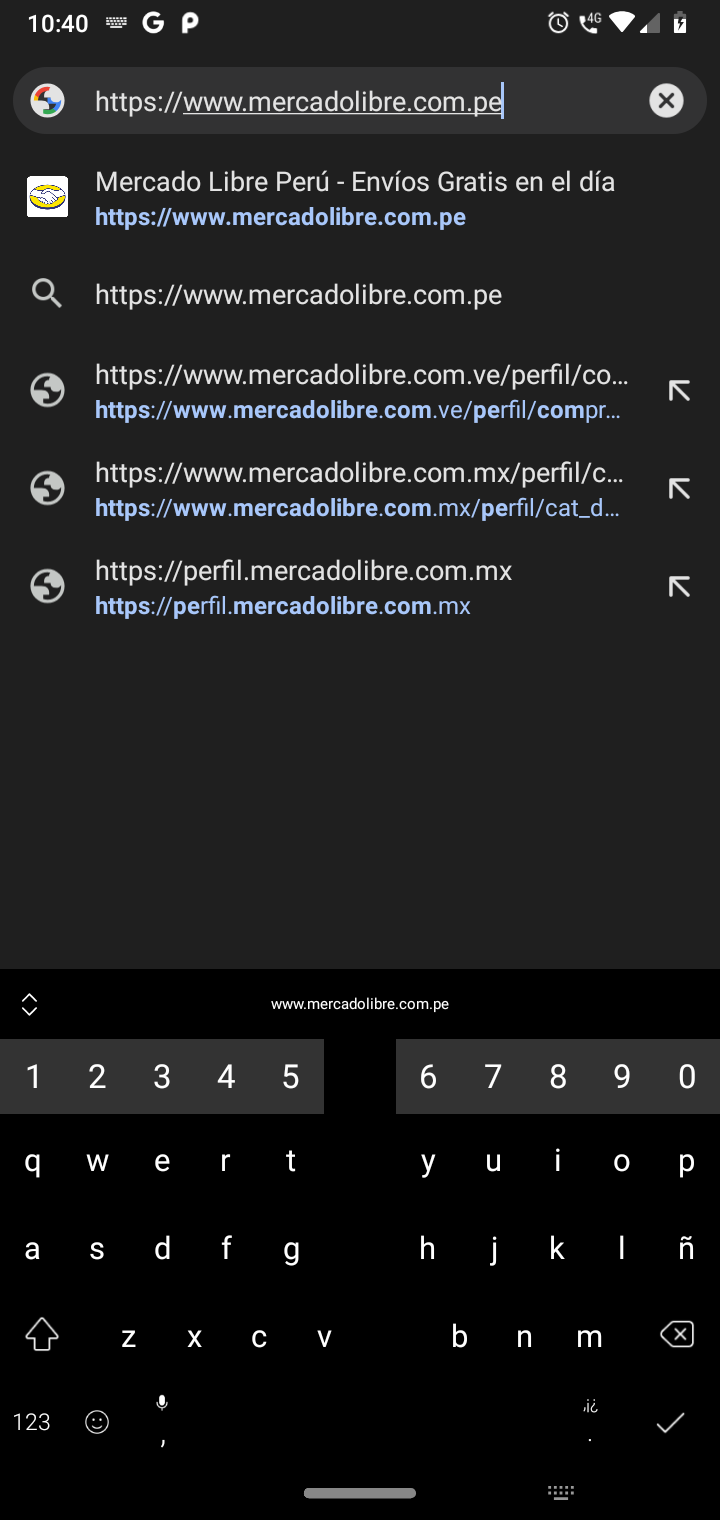 10:40
4G
https://www.mercadolibre.com.pe
Mercado Libre Perú - Envíos Gratis en el día
https://www.mercadolibre.com.pe
https://www.mercadolibre.com.pe
https://www.mercadolibre.com.ve/perfil/co...
https://www.mercadolibre.com.ve/perfil/compr...
https://www.mercadolibre.com.mx/perfil/c...
https://www.mercadolibre.com.mx/perfil/cat_d...
https://perfil.mercadolibre.com.mx
https://perfil.mercadolibre.com.mx
www.mercadolibre.com.pe
1 2 3 4 5 6 7 8 9 0
q w e r t y u i o p
a s d f g h j k l ñ
z x c v b n m
,¡¿
123 , .